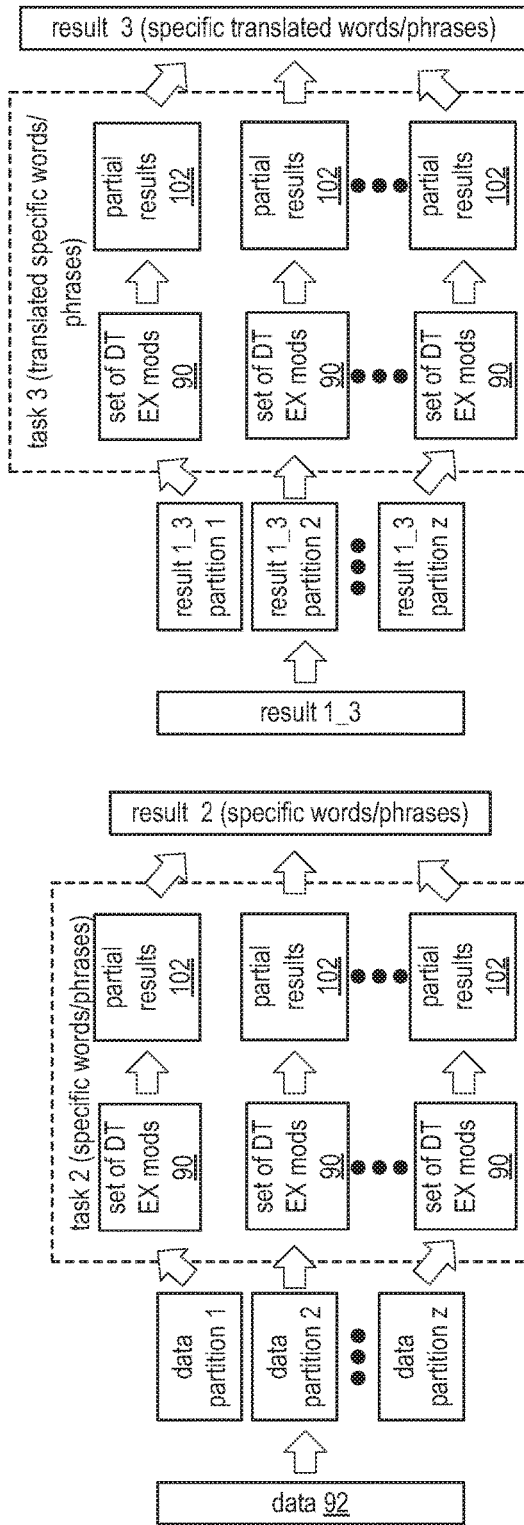 task 2 (specific words/phrases)
data 92
data
partition 1
data
partition 2
data
partition z
set of DT
EX mods
90
set of DT
EX mods
90
set of DT
EX mods
90
partial
results
102
partial
results
102
partial
results
102
result 2 (specific words/phrases)
task 3 (translated specific words/
phrases)
result 1_3
result 1_3
partition 1
result 1_3
partition 2
result 1_3
partition z
set of DT
EX mods
90
set of DT
EX mods
90
set of DT
EX mods
90
partial
results
102
partial
results
102
partial
results
102
result 3 (specific translated words/phrases)